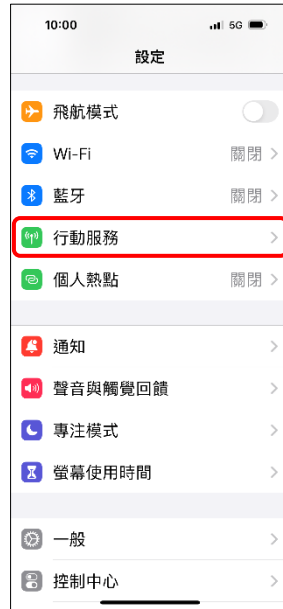 10:00 5G
設定
飛航模式
Wi-Fi 關閉
藍牙 關閉
行動服務
個人熱點 關閉
通知
聲音與觸覺回饋
專注模式
螢幕使用時間
一般
控制中心